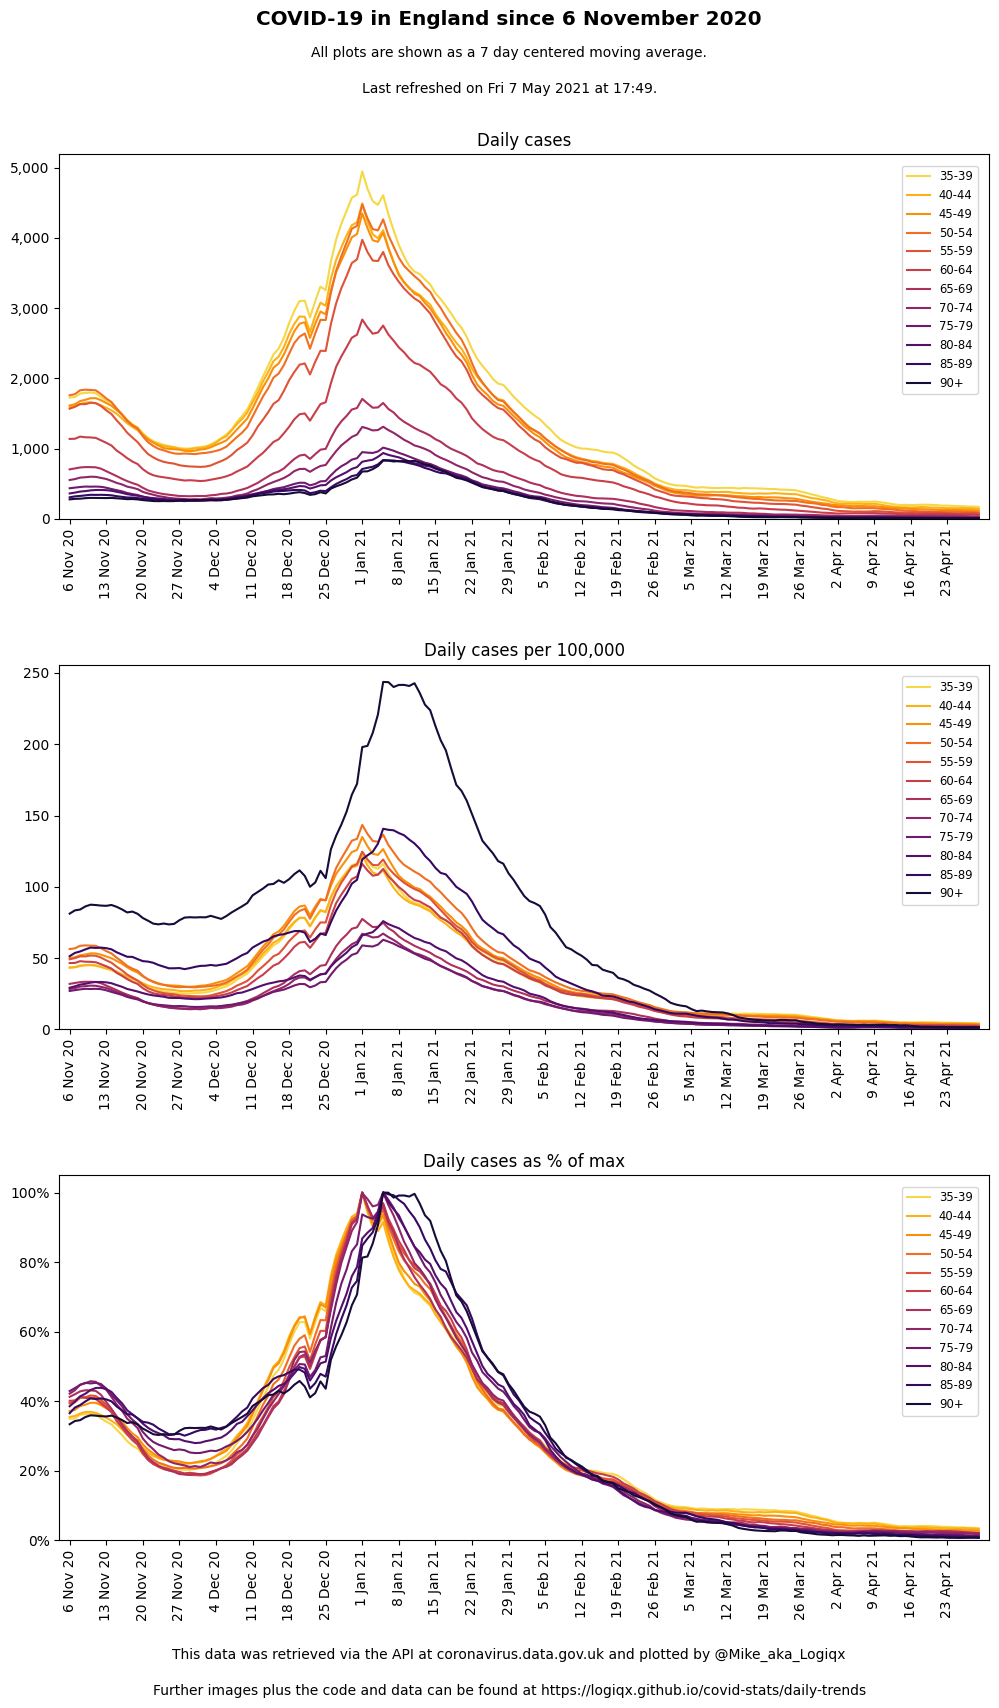 COVID-19 in England since 6 November 2020
All plots are shown as a 7 day centered moving average.
Last refreshed on Fri 7 May 2021 at 17:49.
Daily cases
5,000
4,000
3,000
2,000
1,000
0
35-39
40-44
45-49
50-54
55-59
60-64
65-69
70-74
75-79
80-84
85-89
90+
6 Nov 20
13 Nov 20
20 Nov 20
27 Nov 20
4 Dec 20
11 Dec 20
18 Dec 20
25 Dec 20
1 Jan 21
8 Jan 21
15 Jan 21
22 Jan 21
29 Jan 21
5 Feb 21
12 Feb 21
19 Feb 21
26 Feb 21
5 Mar 21
12 Mar 21
19 Mar 21
26 Mar 21
2 Apr 21
9 Apr 21
16 Apr 21
23 Apr 21
Daily cases per 100,000
250
200
150
100
50
0
35-39
40-44
45-49
50-54
55-59
60-64
65-69
70-74
75-79
80-84
85-89
90+
6 Nov 20
13 Nov 20
20 Nov 20
27 Nov 20
4 Dec 20
11 Dec 20
18 Dec 20
25 Dec 20
1 Jan 21
8 Jan 21
15 Jan 21
22 Jan 21
29 Jan 21
5 Feb 21
12 Feb 21
19 Feb 21
26 Feb 21
5 Mar 21
12 Mar 21
19 Mar 21
26 Mar 21
2 Apr 21
9 Apr 21
16 Apr 21
23 Apr 21
Daily cases as % of max
100%
80%
60%
40%
20%
0%
35-39
40-44
45-49
50-54
55-59
60-64
65-69
70-74
75-79
80-84
85-89
90+
6 Nov 20
13 Nov 20
20 Nov 20
27 Nov 20
4 Dec 20
11 Dec 20
18 Dec 20
25 Dec 20
1 Jan 21
8 Jan 21
15 Jan 21
22 Jan 21
29 Jan 21
5 Feb 21
12 Feb 21
19 Feb 21
26 Feb 21
5 Mar 21
12 Mar 21
19 Mar 21
26 Mar 21
2 Apr 21
9 Apr 21
16 Apr 21
23 Apr 21
This data was retrieved via the API at coronavirus.data.gov.uk and plotted by @Mike_aka_Logiqx
Further images plus the code and data can be found at https://logiqx.github.io/covid-stats/daily-trends